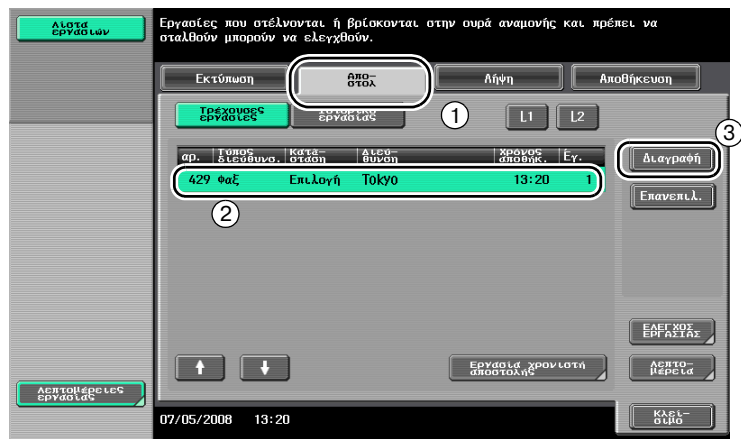 Λίστα
εργασιών
Εργασίες που στέλνονται ή βρίσκονται στην ουρά αναμονής και πρέπει να
σταλθούν μπορούν να ελεγχθούν.
Εκτύπωση
Απο-
στολ
Λήψη
Αποθήκευση
Τρέχουσες
εργασίες
εργασίας
1
L1
L2
3
αρ.
Τύπος
διεύθυνσ.
Κατά-
σταση
Διεύ-
θυνση
Χρόνος
αποθήκ.
Έγ.
Διαγραφή
429 Φαξ Επιλογή Tokyo 13:20 1
2
Επανεπιλ.
ΕΛΕΓΧΟΣ
ΕΡΓΑΣΙΑΣ
Εργασία χρονιστή
αποστολής
Λεπτο-
μέρεια
Λεπτομέρειες
εργασίας
07/05/2008 13:20
Κλεί-
σιμο